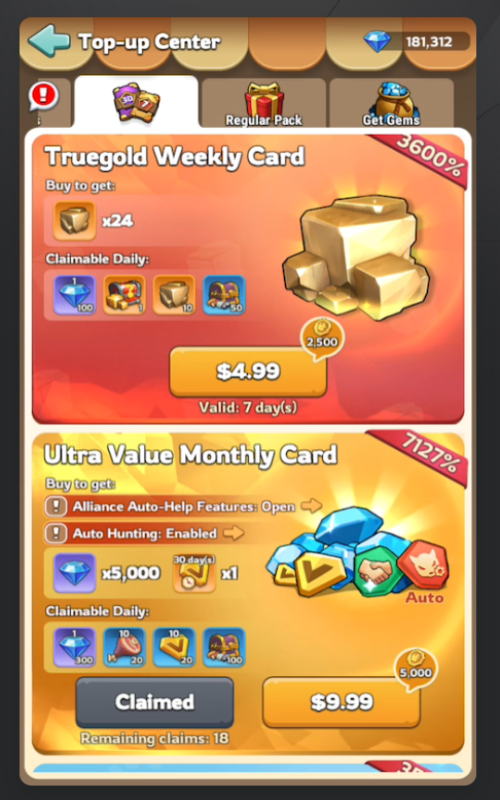 Top-up Center
181,312
30
7
Regular Pack
Get Gems
Truegold Weekly Card
3600%
Buy to get:
x24
Claimable Daily:
1
100
1
10
50
2,500
$4.99
Valid: 7 day(s)
Ultra Value Monthly Card
7127%
Buy to get:
Alliance Auto-Help Features: Open
Auto Hunting: Enabled
x5,000
30 day(s)
x1
Auto
Claimable Daily:
1
300
10
20
10
20
100
5,000
Claimed
$9.99
Remaining claims: 18